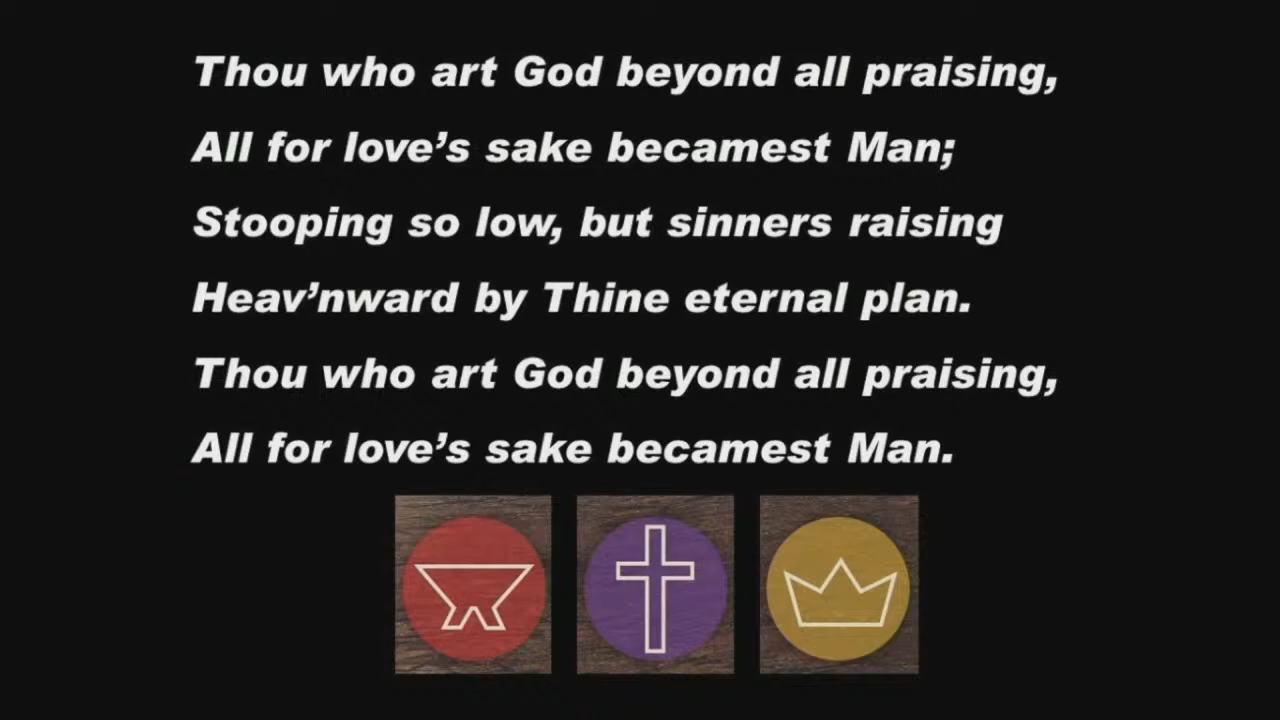 Thou who art God beyond all praising,
All for love’s sake becamest Man;
Stooping so low, but sinners raising
Heav’nward by Thine eternal plan.
Thou who art God beyond all praising,
All for love’s sake becamest Man.